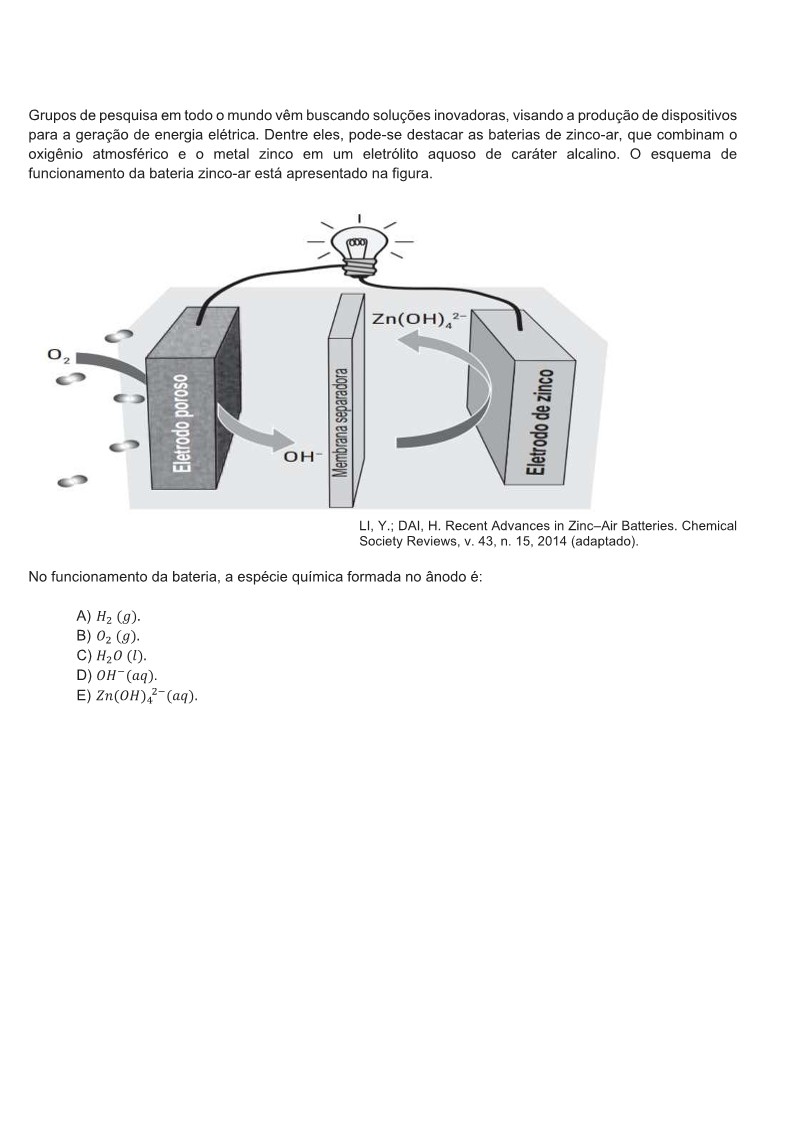 Grupos de pesquisa em todo o mundo vêm buscando soluções inovadoras, visando a produção de dispositivos
para a geração de energia elétrica. Dentre eles, pode-se destacar as baterias de zinco-ar, que combinam o
oxigênio atmosférico e o metal zinco em um eletrólito aquoso de caráter alcalino. O esquema de
funcionamento da bateria zinco-ar está apresentado na figura.
O₂
Eletrodo poroso
OH⁻
Membrana separadora
Zn(OH)₄²⁻
Eletrodo de zinco
LI, Y.; DAI, H. Recent Advances in Zinc–Air Batteries. Chemical
Society Reviews, v. 43, n. 15, 2014 (adaptado).
No funcionamento da bateria, a espécie química formada no ânodo é:
A) H₂ (g).
B) O₂ (g).
C) H₂O (l).
D) OH⁻(aq).
E) Zn(OH)₄²⁻(aq).